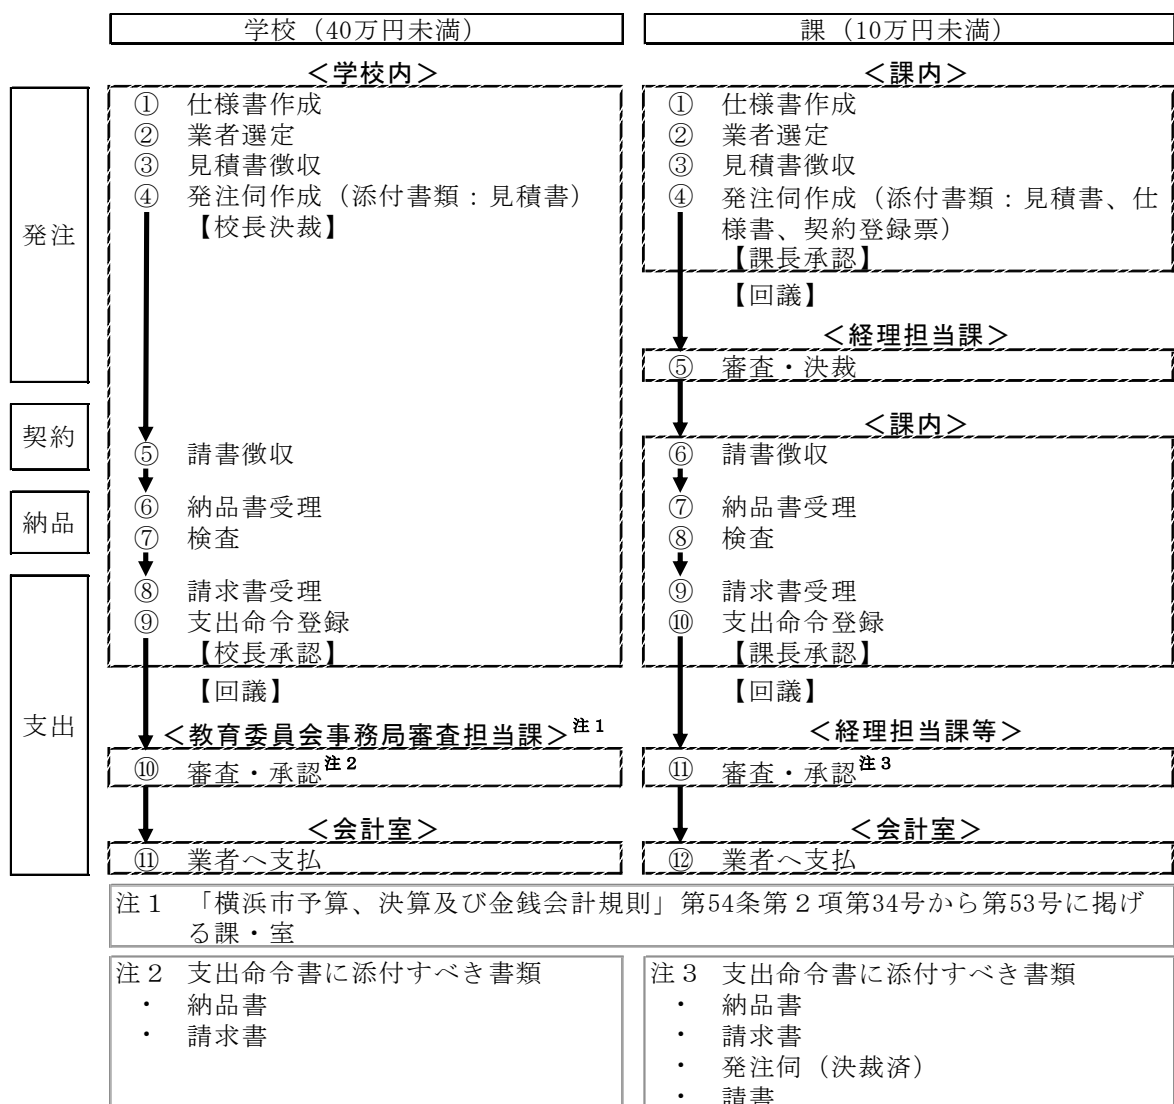 学校（40万円未満）
課（10万円未満）
＜学校内＞
発注
① 仕様書作成
② 業者選定
③ 見積書徴収
④ 発注伺作成（添付書類：見積書）
【校長決裁】
契約
⑤ 請書徴収
納品
⑥ 納品書受理
⑦ 検査
支出
⑧ 請求書受理
⑨ 支出命令登録
【校長承認】
【回議】
＜教育委員会事務局審査担当課＞注１
⑩ 審査・承認注２
＜会計室＞
⑪ 業者へ支払
＜課内＞
① 仕様書作成
② 業者選定
③ 見積書徴収
④ 発注伺作成（添付書類：見積書、仕
様書、契約登録票）
【課長承認】
【回議】
＜経理担当課＞
⑤ 審査・決裁
＜課内＞
⑥ 請書徴収
⑦ 納品書受理
⑧ 検査
⑨ 請求書受理
⑩ 支出命令登録
【課長承認】
【回議】
＜経理担当課等＞
⑪ 審査・承認注３
＜会計室＞
⑫ 業者へ支払
注１ 「横浜市予算、決算及び金銭会計規則」第54条第２項第34号から第53号に掲げ
る課・室
注２ 支出命令書に添付すべき書類
・ 納品書
・ 請求書
注３ 支出命令書に添付すべき書類
・ 納品書
・ 請求書
・ 発注伺（決裁済）
・ 請書